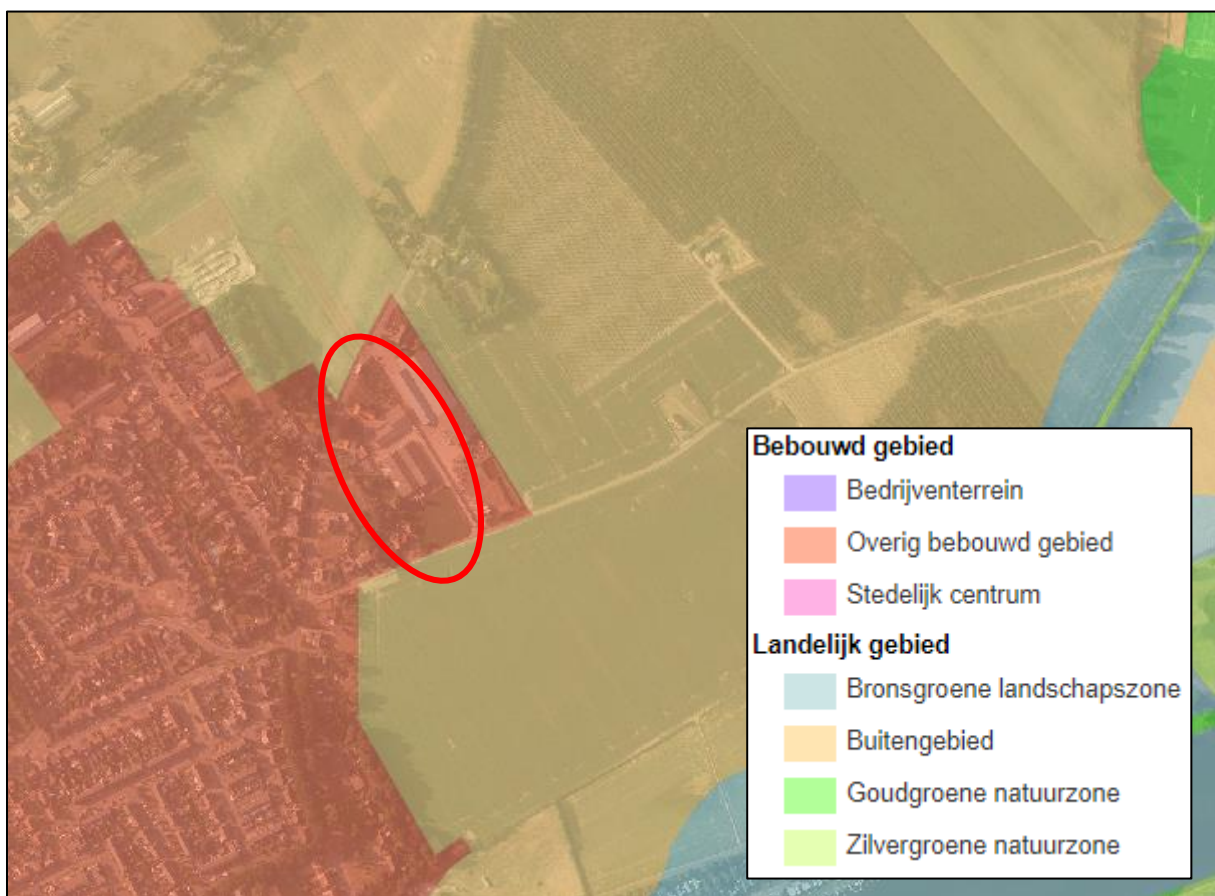 Bebouwd gebied
Bedrijventerrein
Overig bebouwd gebied
Stedelijk centrum
Landelijk gebied
Bronsgroene landschapszone
Buitengebied
Goudgroene natuurzone
Zilvergroene natuurzone